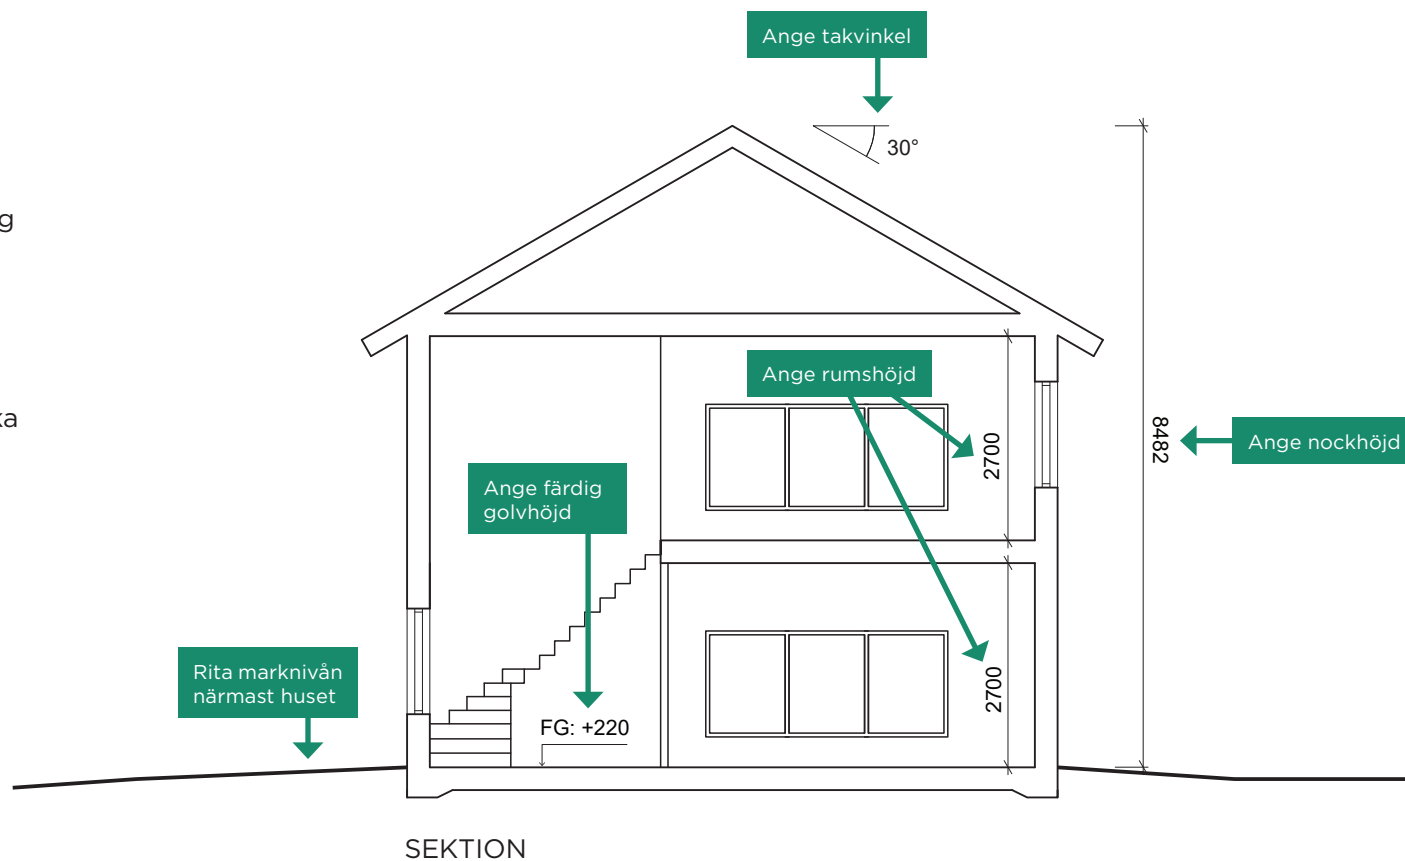 Ange takvinkel
30°
g
Ange rumshöjd
ka
8482
Ange nockhöjd
2700
Ange färdig
golvhöjd
2700
Rita marknivån
närmast huset
FG: +220
SEKTION